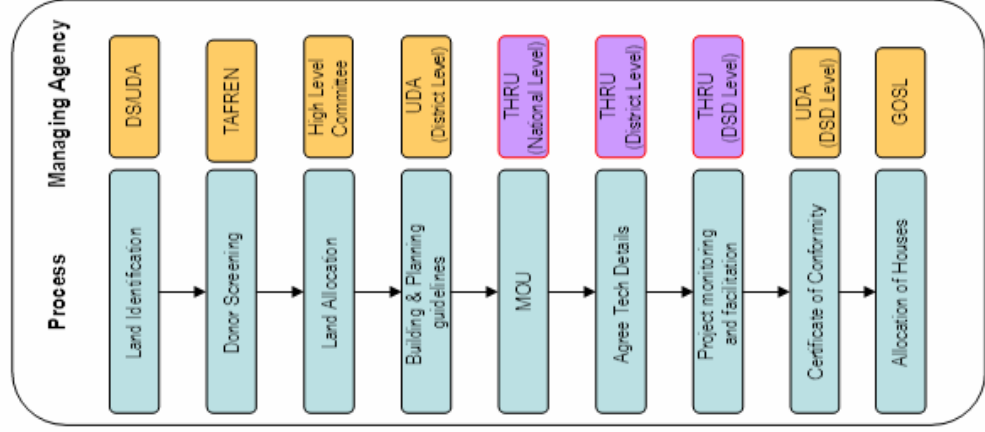 Process
Managing Agency
Land Identification
DS/UDA
Donor Screening
TAFREN
Land Allocation
High Level
Committee
Building & Planning
guidelines
UDA
(District Level)
MOU
THRU
(National Level)
Agree Tech Details
THRU
(District Level)
Project monitoring
and facilitation
THRU
(DSD Level)
Certificate of Conformity
UDA
(DSD Level)
Allocation of Houses
GOSL